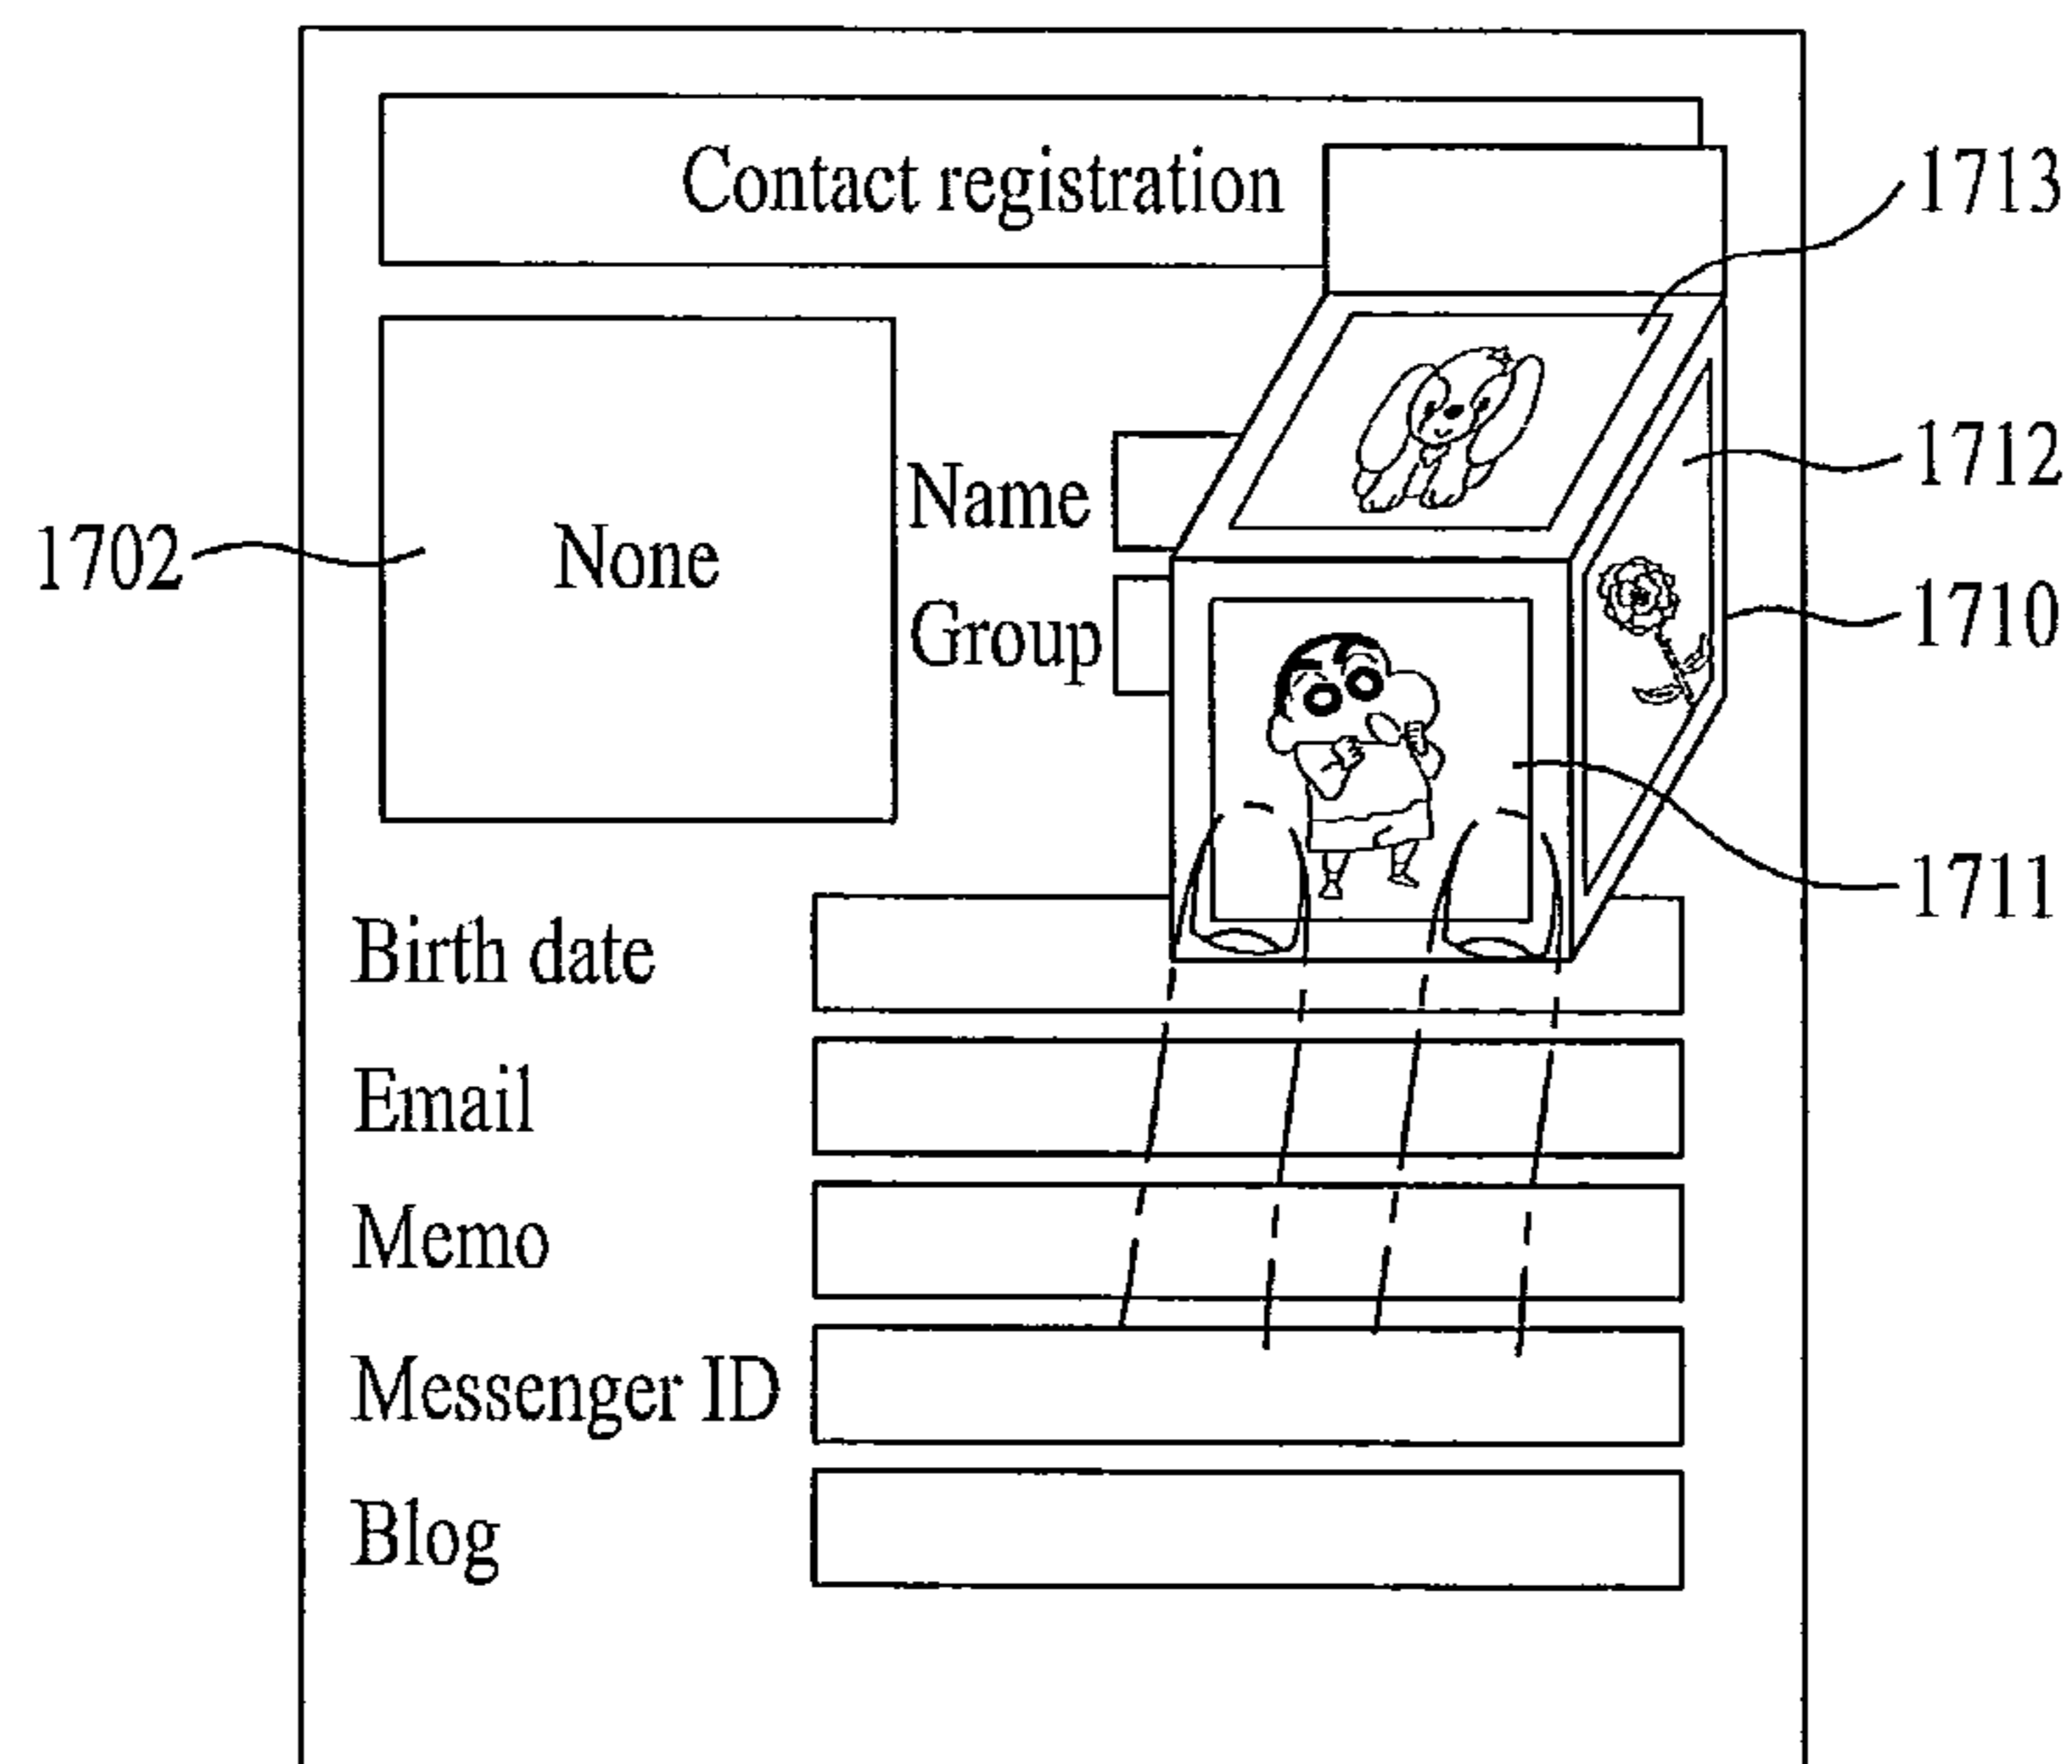 Contact registration
1713
Name
1712
1702
None
1710
Group
1711
Birth date
Email
Memo
Messenger ID
Blog